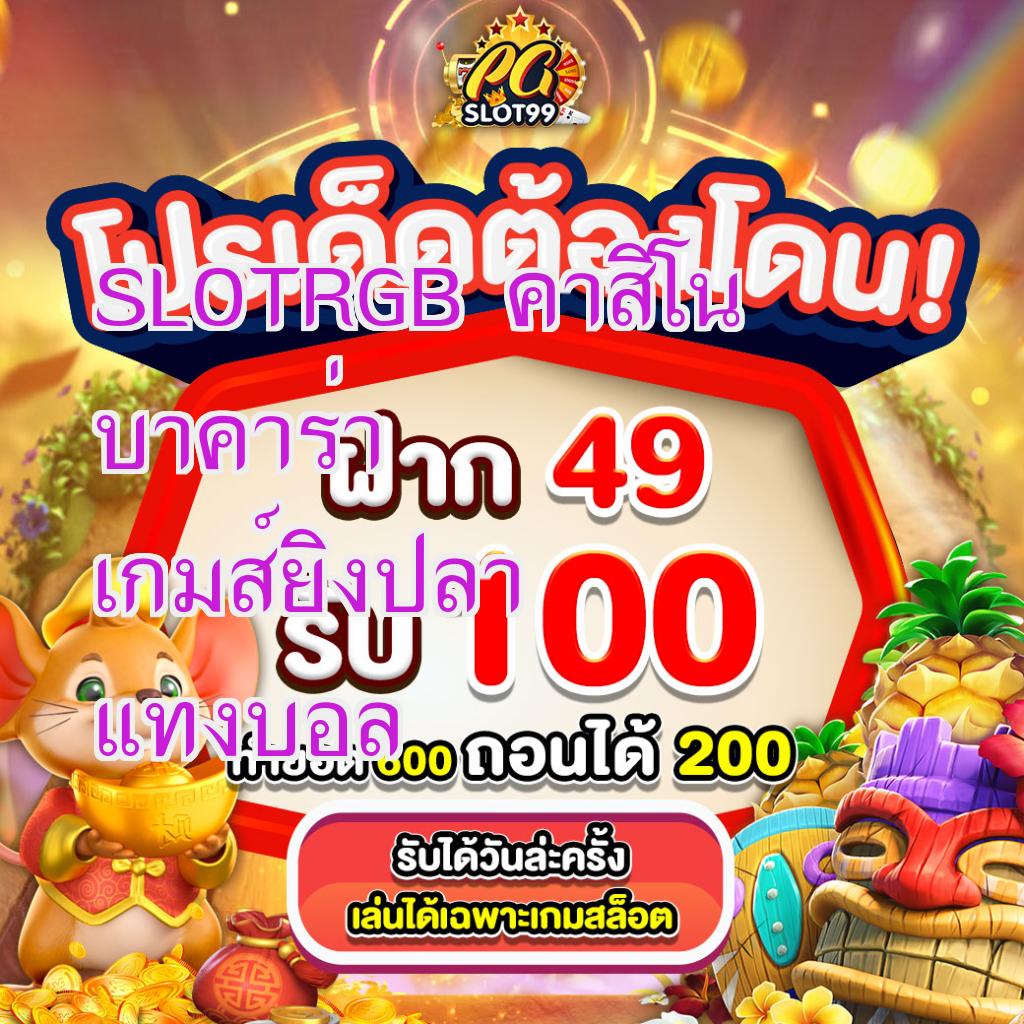 PG
SLOT99
โปรเด็ดต้องโดน!
SLOTRGB คาสิโน
บาคาร่า
ฝาก 49
เกมส์ยิงปลา
รับ 100
แทงบอล
ถอนได้ 200
รับได้วันล่ะครั้ง
เล่นได้เฉพาะเกมสล็อต